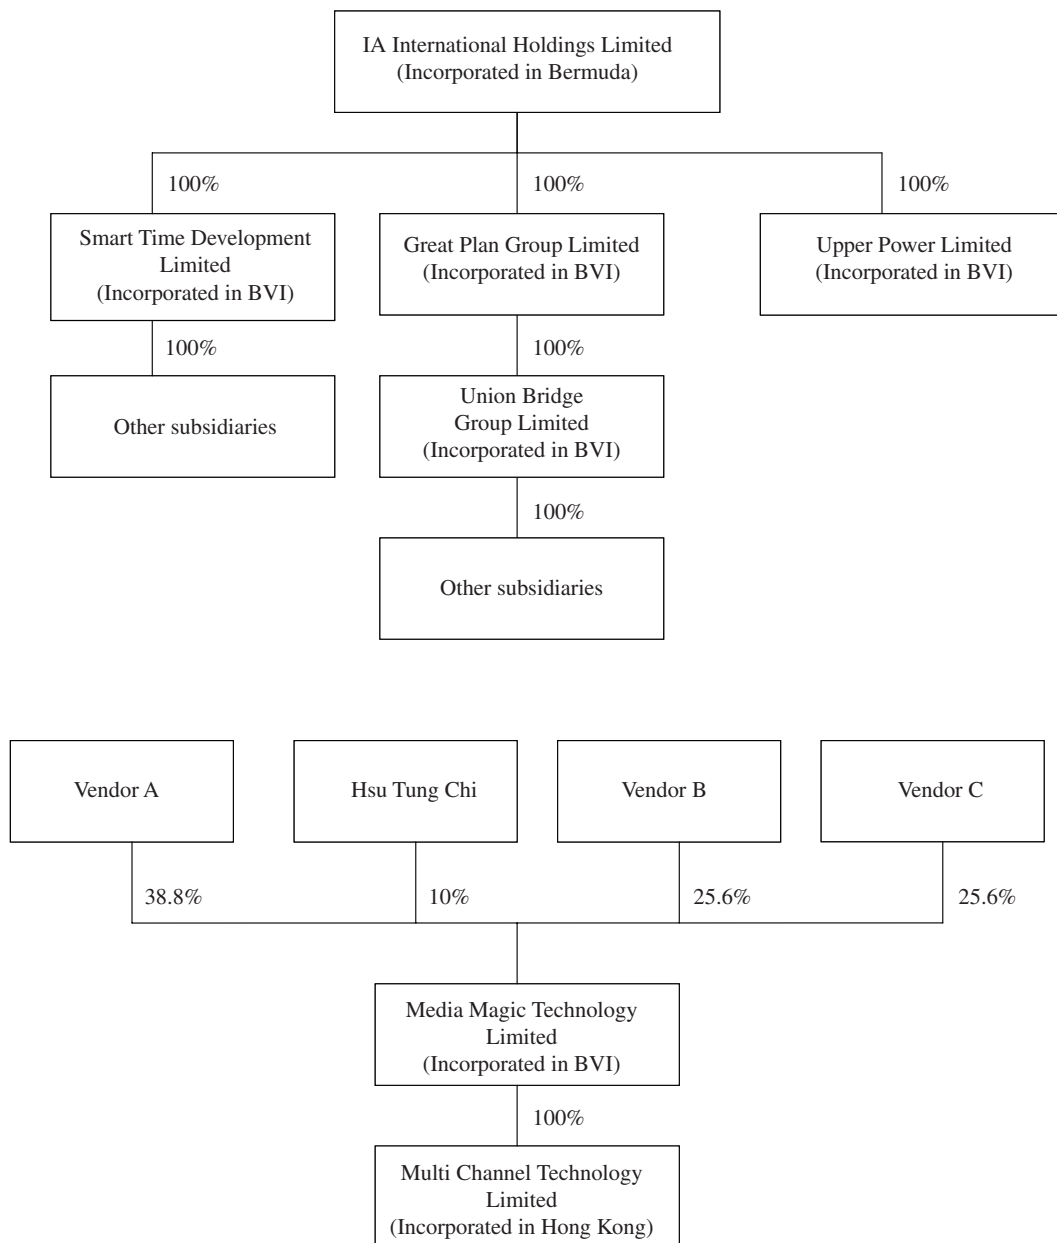 IA International Holdings Limited
(Incorporated in Bermuda)
100%
100%
100%
Smart Time Development
Limited
(Incorporated in BVI)
Great Plan Group Limited
(Incorporated in BVI)
Upper Power Limited
(Incorporated in BVI)
100%
100%
Other subsidiaries
Union Bridge
Group Limited
(Incorporated in BVI)
100%
Other subsidiaries
Vendor A
Hsu Tung Chi
Vendor B
Vendor C
38.8%
10%
25.6%
25.6%
Media Magic Technology
Limited
(Incorporated in BVI)
100%
Multi Channel Technology
Limited
(Incorporated in Hong Kong)